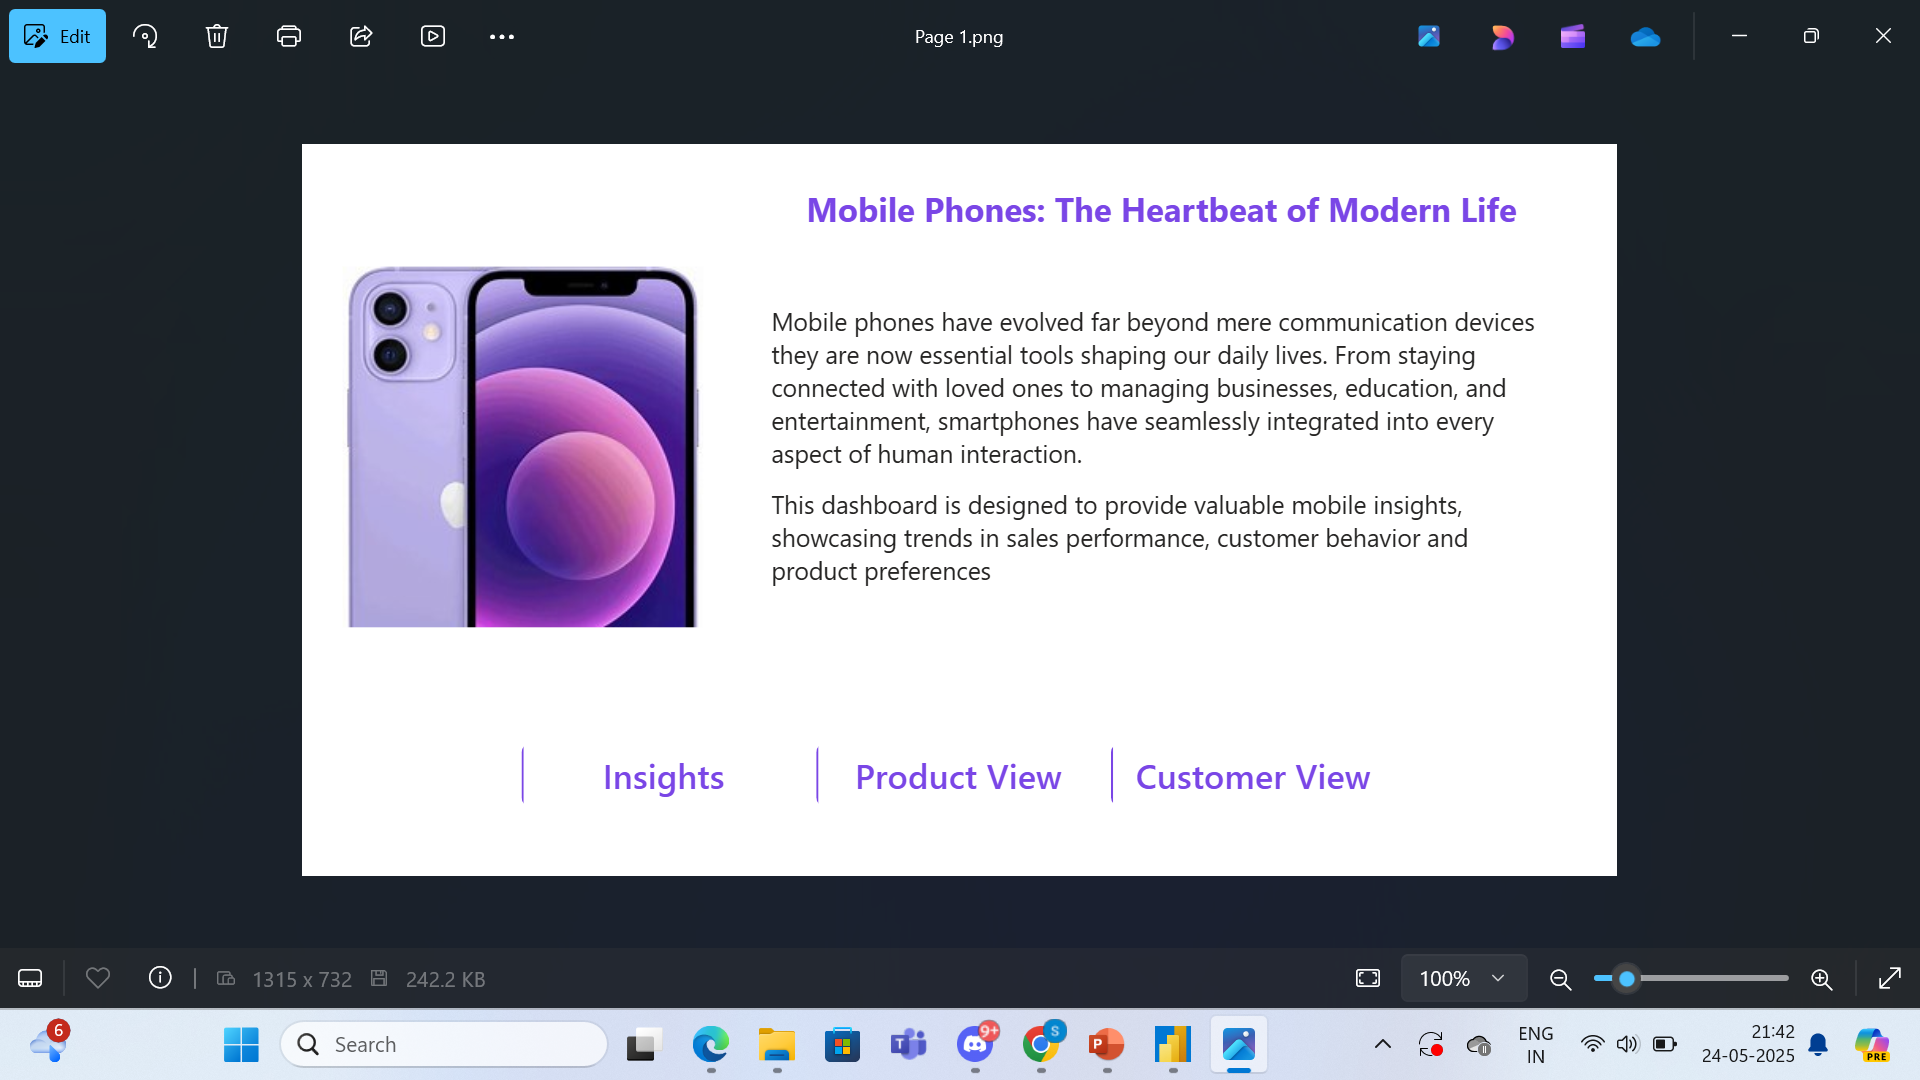 Edit
Page 1.png
Mobile Phones: The Heartbeat of Modern Life
Mobile phones have evolved far beyond mere communication devices
they are now essential tools shaping our daily lives. From staying
connected with loved ones to managing businesses, education, and
entertainment, smartphones have seamlessly integrated into every
aspect of human interaction.
This dashboard is designed to provide valuable mobile insights,
showcasing trends in sales performance, customer behavior and
product preferences
Insights
Product View
Customer View
1315 x 732
242.2 KB
100%
6
Search
T
9+
S
P
ENG
IN
21:42
24-05-2025
PRE